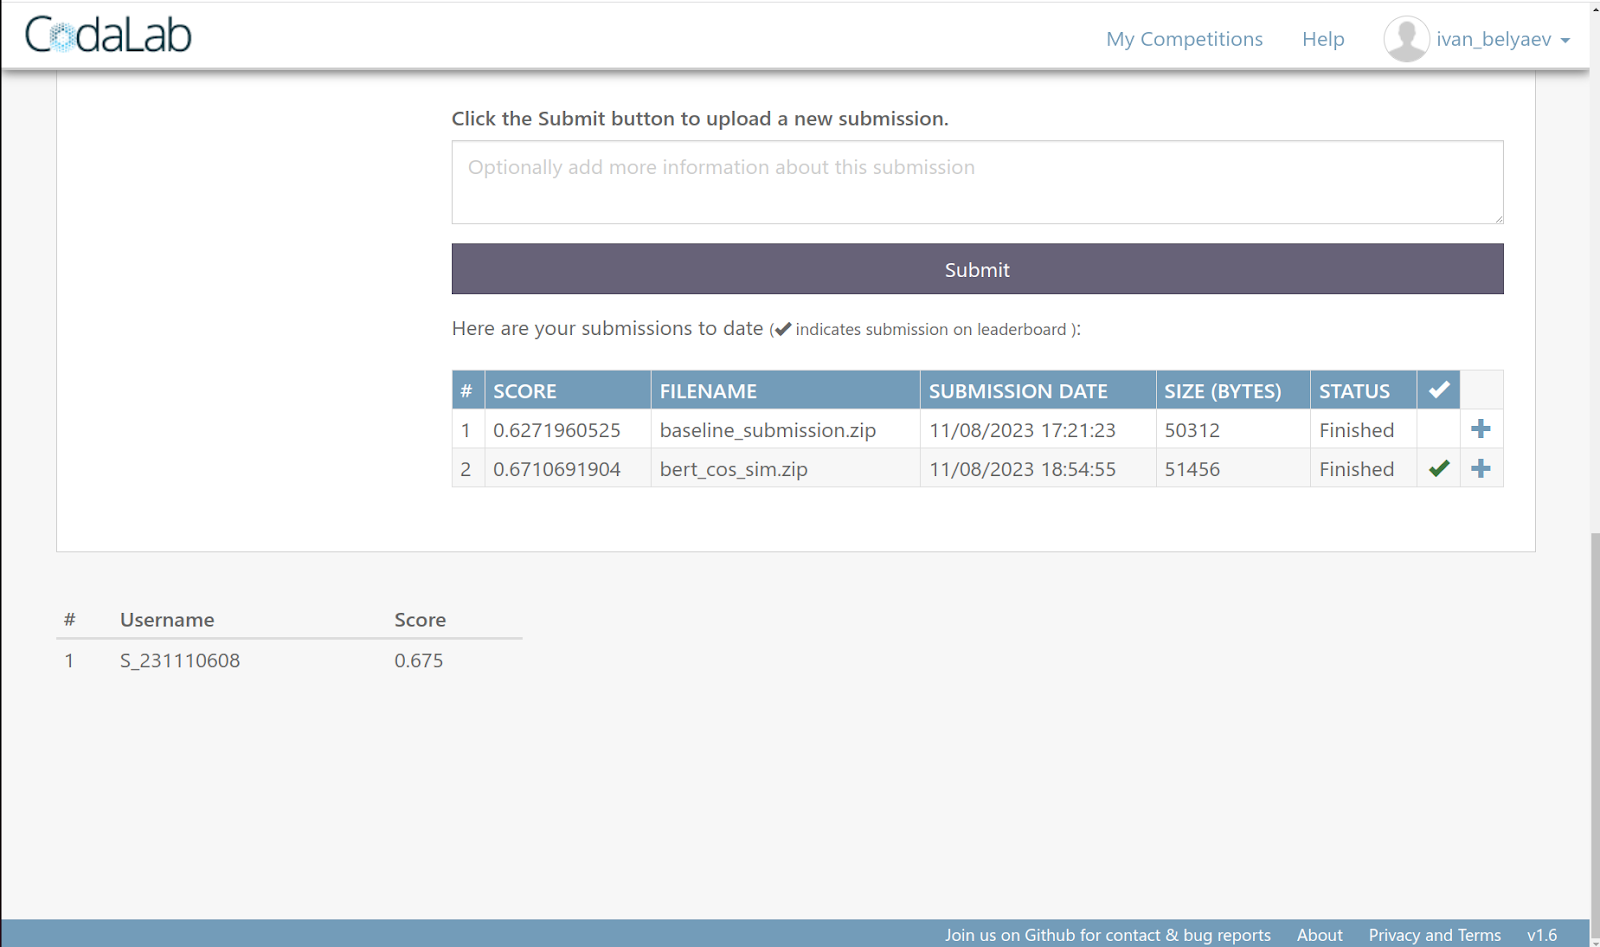 CodaLab
My Competitions Help ivan_belyaev
Click the Submit button to upload a new submission.
Optionally add more information about this submission
Submit
Here are your submissions to date (✔ indicates submission on leaderboard ):
# SCORE FILENAME SUBMISSION DATE SIZE (BYTES) STATUS ✔
1 0.6271960525 baseline_submission.zip 11/08/2023 17:21:23 50312 Finished +
2 0.6710691904 bert_cos_sim.zip 11/08/2023 18:54:55 51456 Finished ✔ +
# Username Score
1 S_231110608 0.675
Join us on Github for contact & bug reports About Privacy and Terms v1.6